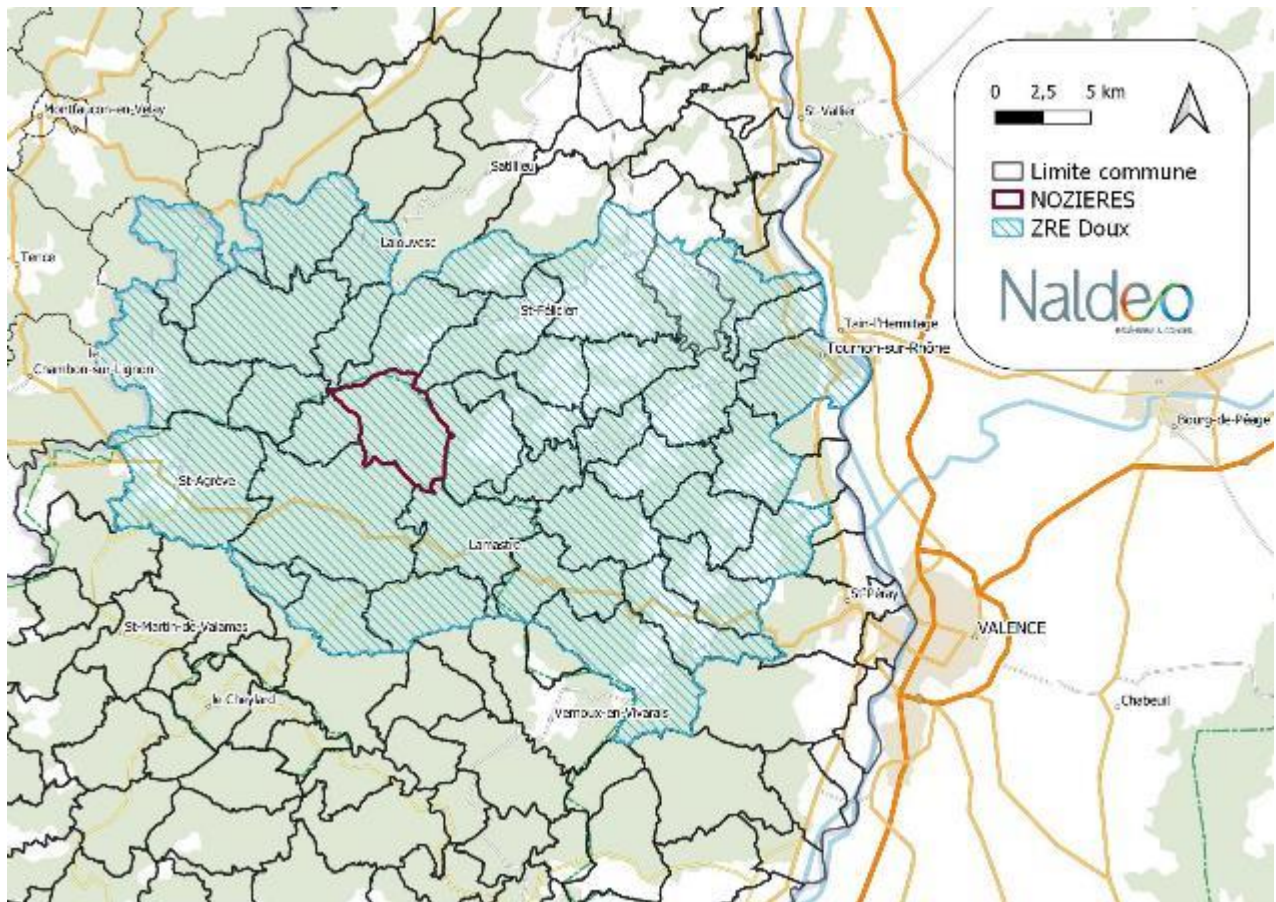 0 2,5 5 km
Limite commune
NOZIERES
ZRE Doux
Naldeo
Montfaucon-en-Velay
St-Vallier
Satillieu
Lalouvesc
Tence
St-Félicien
Tain-l'Hermitage
Tournon-sur-Rhône
le
Chambon-sur-Lignon
Bourg-de-Péage
St-Agrève
Lamastre
St-Péray
St-Martin-de-Valamas
VALENCE
le Cheylard
Vernoux-en-Vivarais
Chabeuil